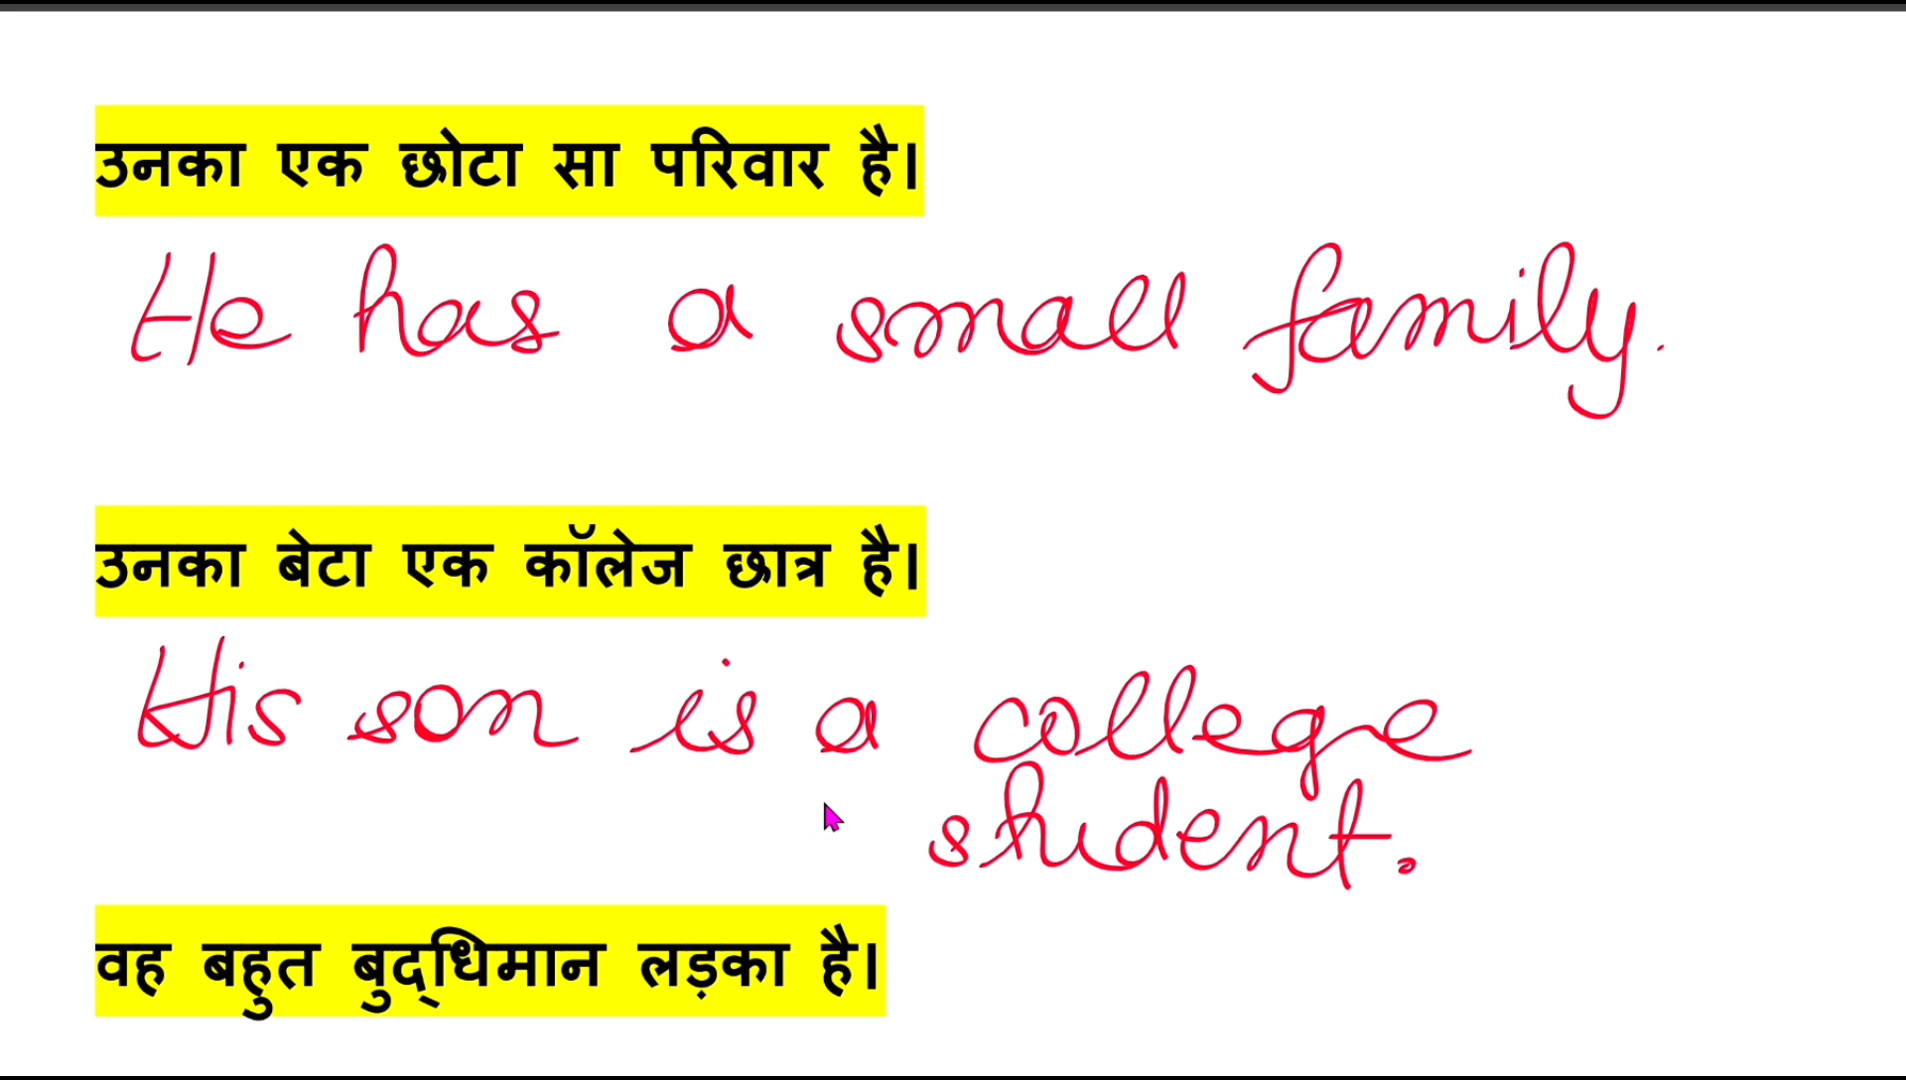 उनका एक छोटा सा परिवार है।
He has a small family.
उनका बेटा एक कॉलेज छात्र है।
His son is a college
student.
वह बहुत बुद्धिमान लड़का है।